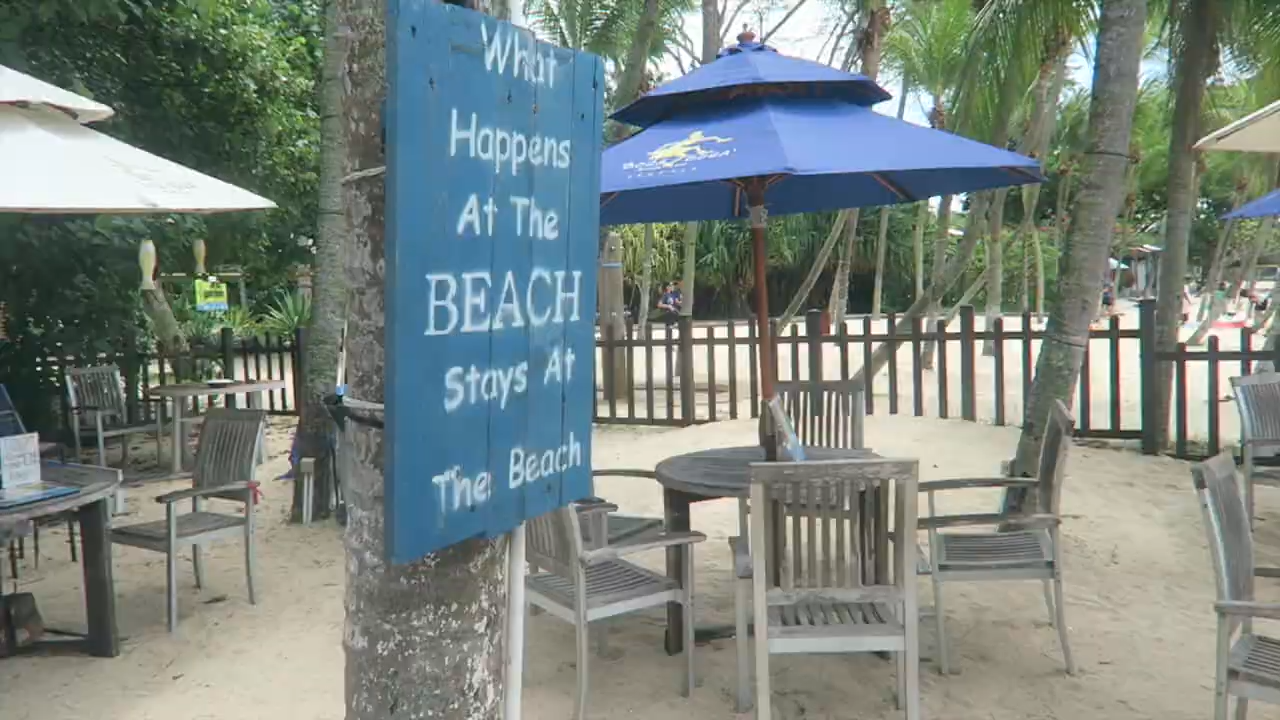 What
Happens
At The
BEACH
Stays At
The Beach